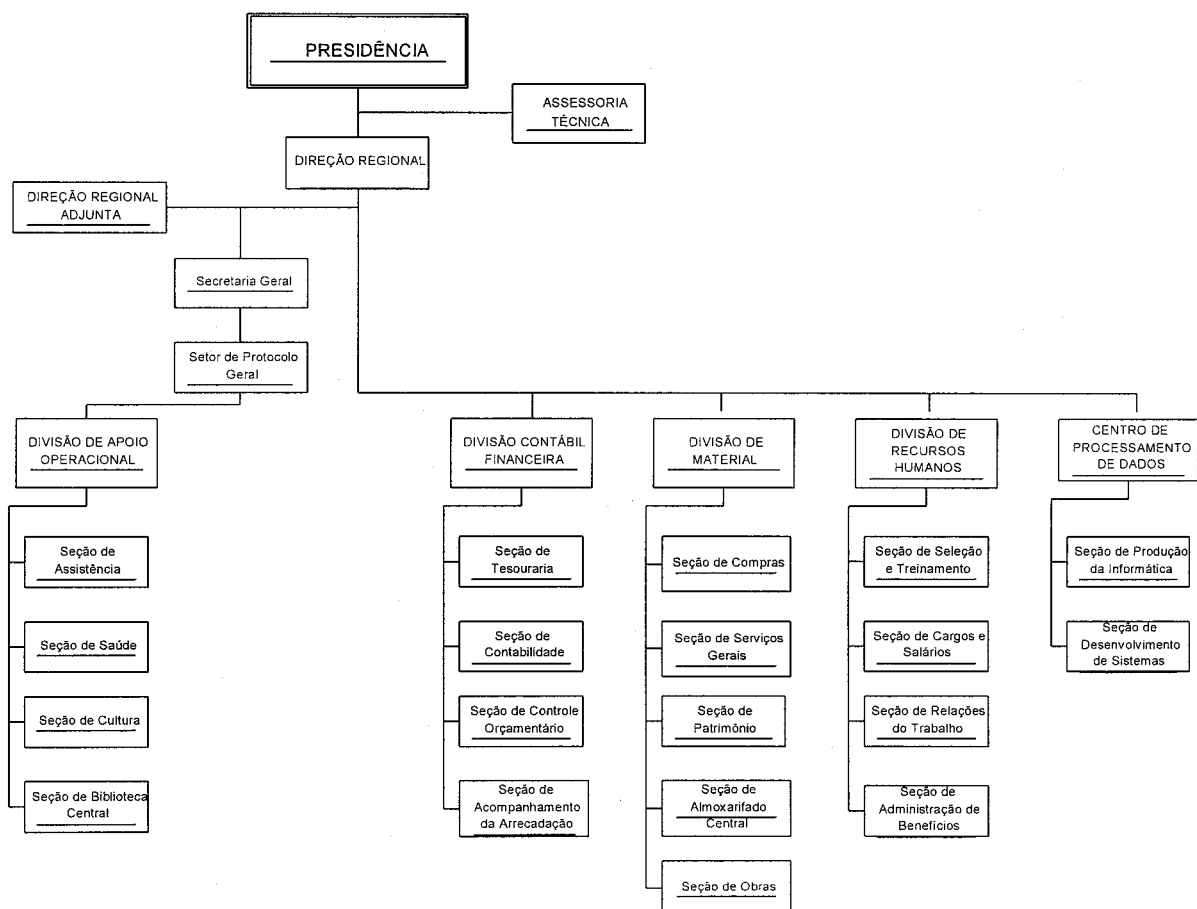 PRESIDÊNCIA
ASSESSORIA
TÉCNICA
DIREÇÃO REGIONAL
DIREÇÃO REGIONAL
ADJUNTA
Secretaria Geral
Setor de Protocolo
Geral
DIVISÃO DE APOIO
OPERACIONAL
Seção de
Assistência
Seção de Saúde
Seção de Cultura
Seção de Biblioteca
Central
DIVISÃO CONTÁBIL
FINANCEIRA
Seção de
Tesouraria
Seção de
Contabilidade
Seção de Controle
Orçamentário
Seção de
Acompanhamento
da Arrecadação
DIVISÃO DE
MATERIAL
Seção de Compras
Seção de Serviços
Gerais
Seção de
Patrimônio
Seção de
Almoxarifado
Central
Seção de Obras
DIVISÃO DE
RECURSOS
HUMANOS
Seção de Seleção
e Treinamento
Seção de Cargos e
Salários
Seção de Relações
do Trabalho
Seção de
Administração de
Benefícios
CENTRO DE
PROCESSAMENTO
DE DADOS
Seção de Produção
da Informática
Seção de
Desenvolvimento
de Sistemas